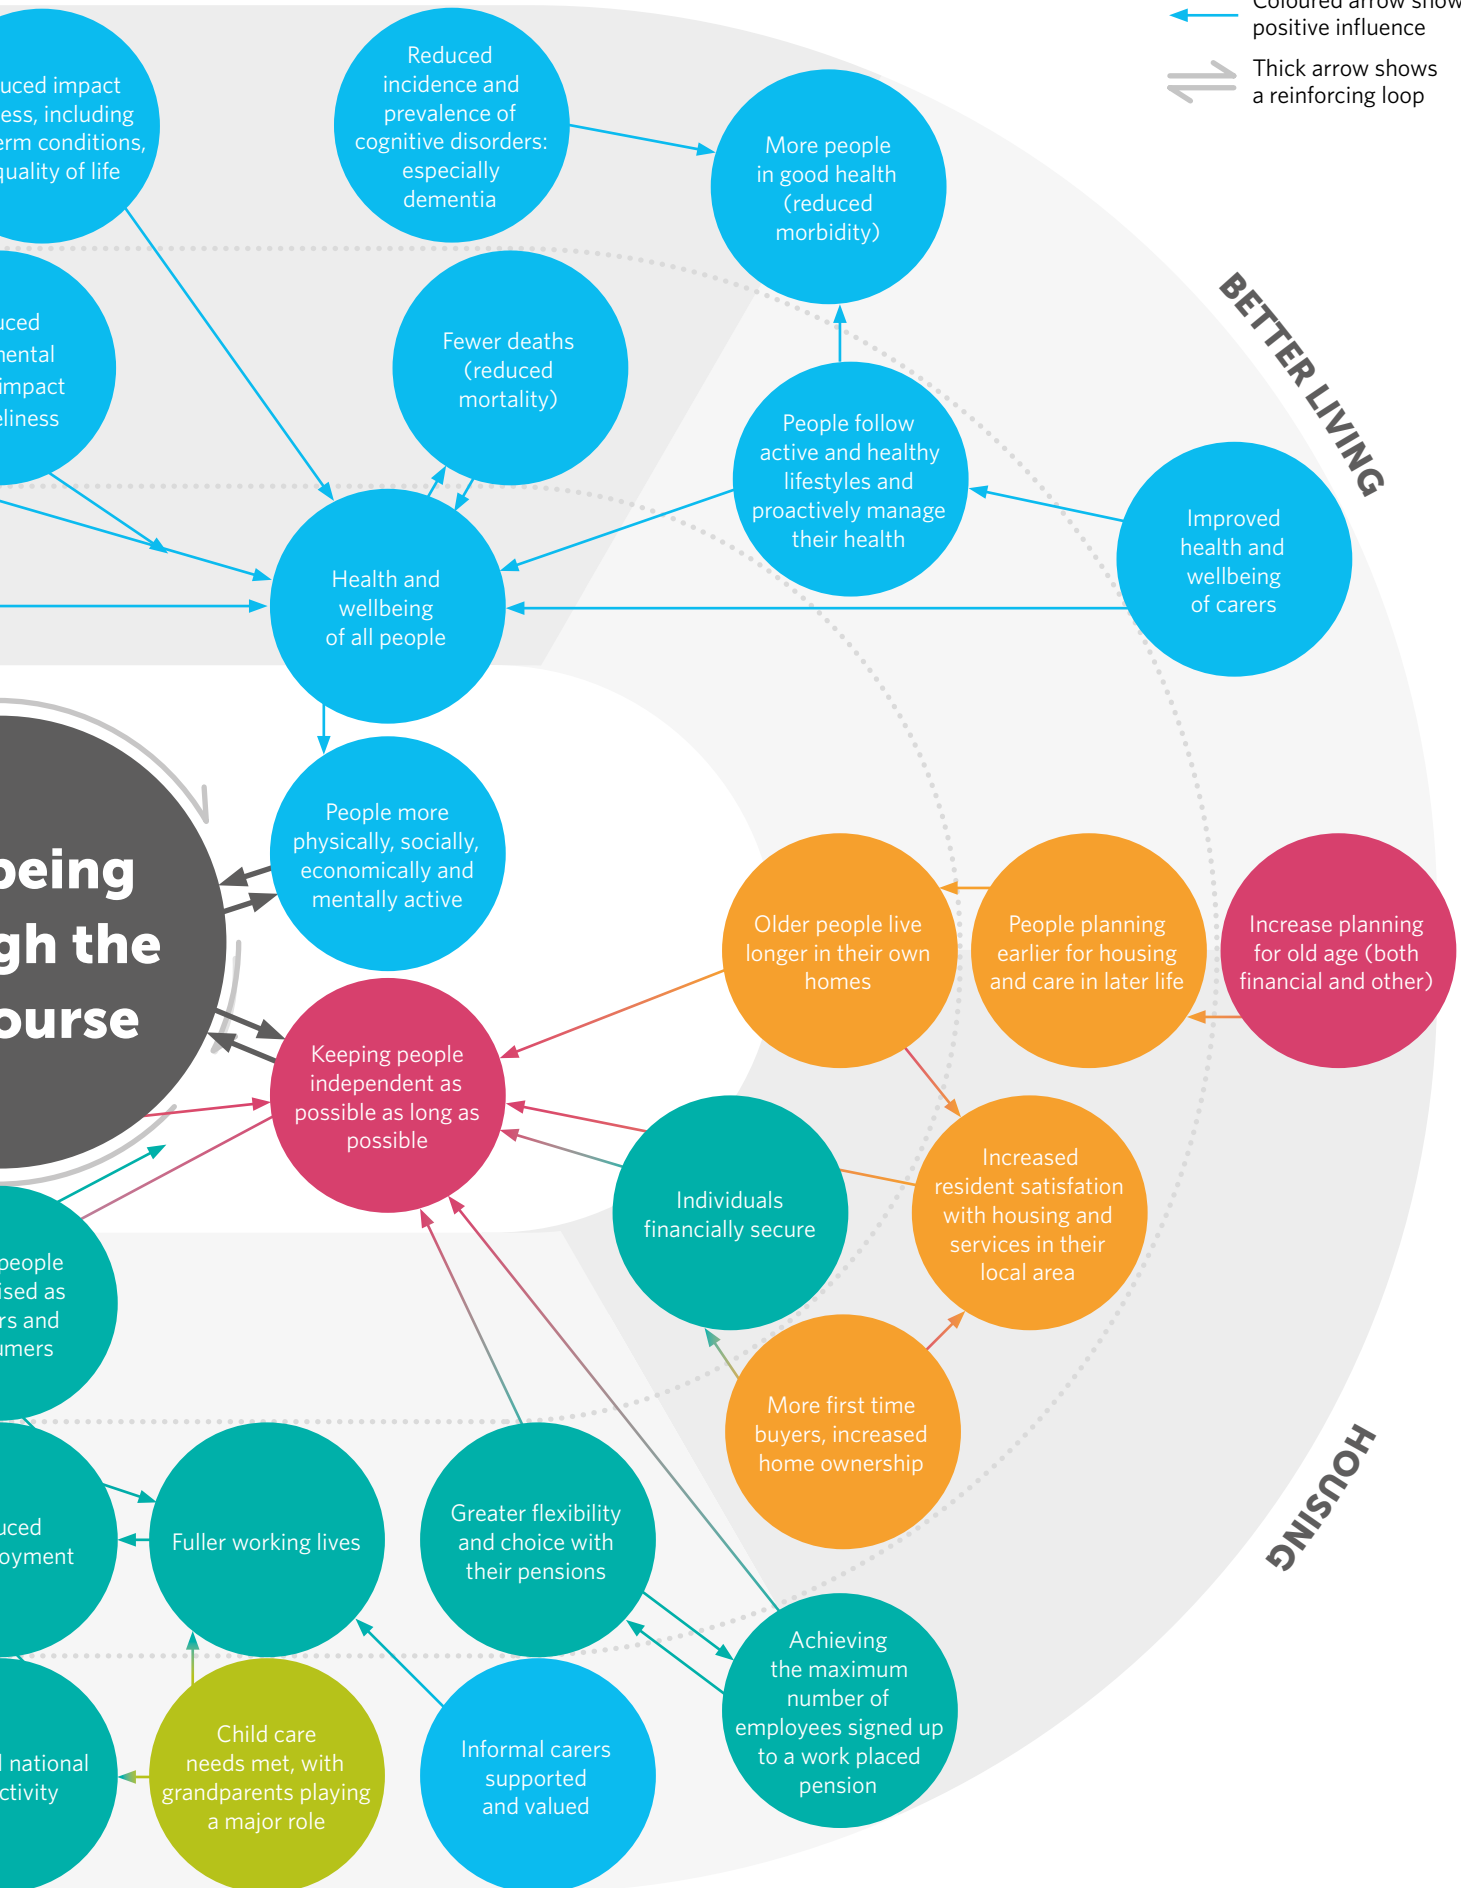 Coloured arrow show
positive influence
Thick arrow shows
a reinforcing loop
uced impact
ess, including
erm conditions,
quality of life
Reduced
incidence and
prevalence of
cognitive disorders:
especially
dementia
More people
in good health
(reduced
morbidity)
BETTER LIVING
uced
mental
impact
eliness
Fewer deaths
(reduced
mortality)
People follow
active and healthy
lifestyles and
proactively manage
their health
Improved
health and
wellbeing
of carers
Health and
wellbeing
of all people
People more
physically, socially,
economically and
mentally active
being
gh the
ourse
Older people live
longer in their own
homes
People planning
earlier for housing
and care in later life
Increase planning
for old age (both
financial and other)
Keeping people
independent as
possible as long as
possible
Individuals
financially secure
Increased
resident satisfation
with housing and
services in their
local area
people
ised as
rs and
umers
More first time
buyers, increased
home ownership
HOUSING
uced
oyment
Fuller working lives
Greater flexibility
and choice with
their pensions
Achieving
the maximum
number of
employees signed up
to a work placed
pension
l national
ctivity
Child care
needs met, with
grandparents playing
a major role
Informal carers
supported
and valued